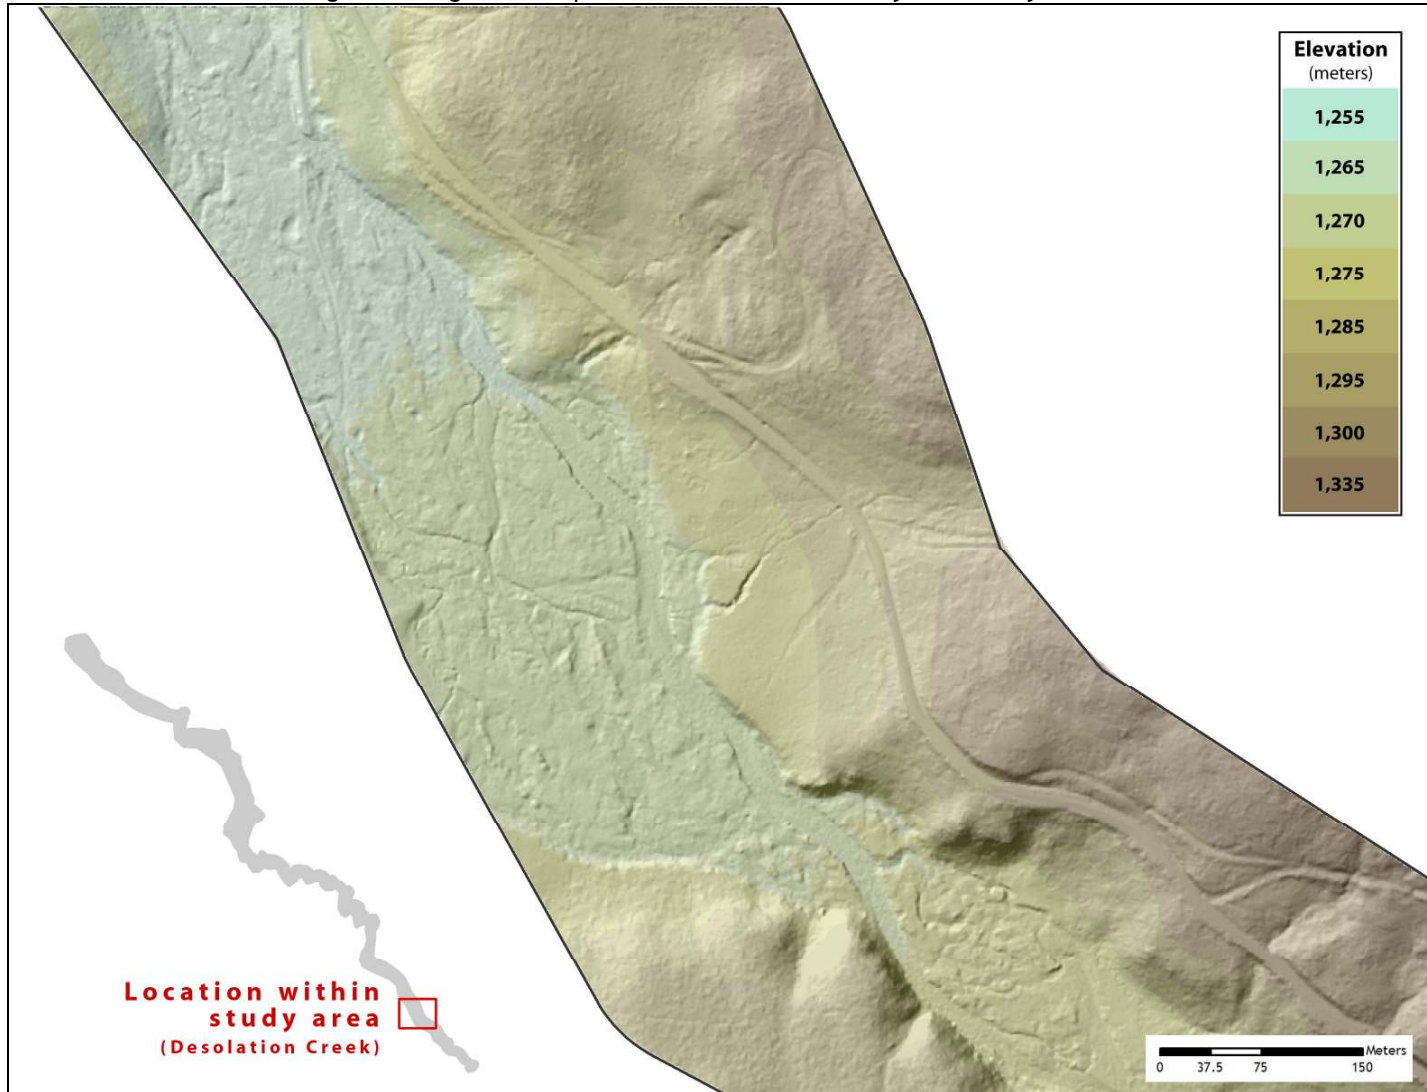 Elevation
(meters)
1,255
1,265
1,270
1,275
1,285
1,295
1,300
1,335
Location within
study area
(Desolation Creek)
Meters
0 37.5 75 150